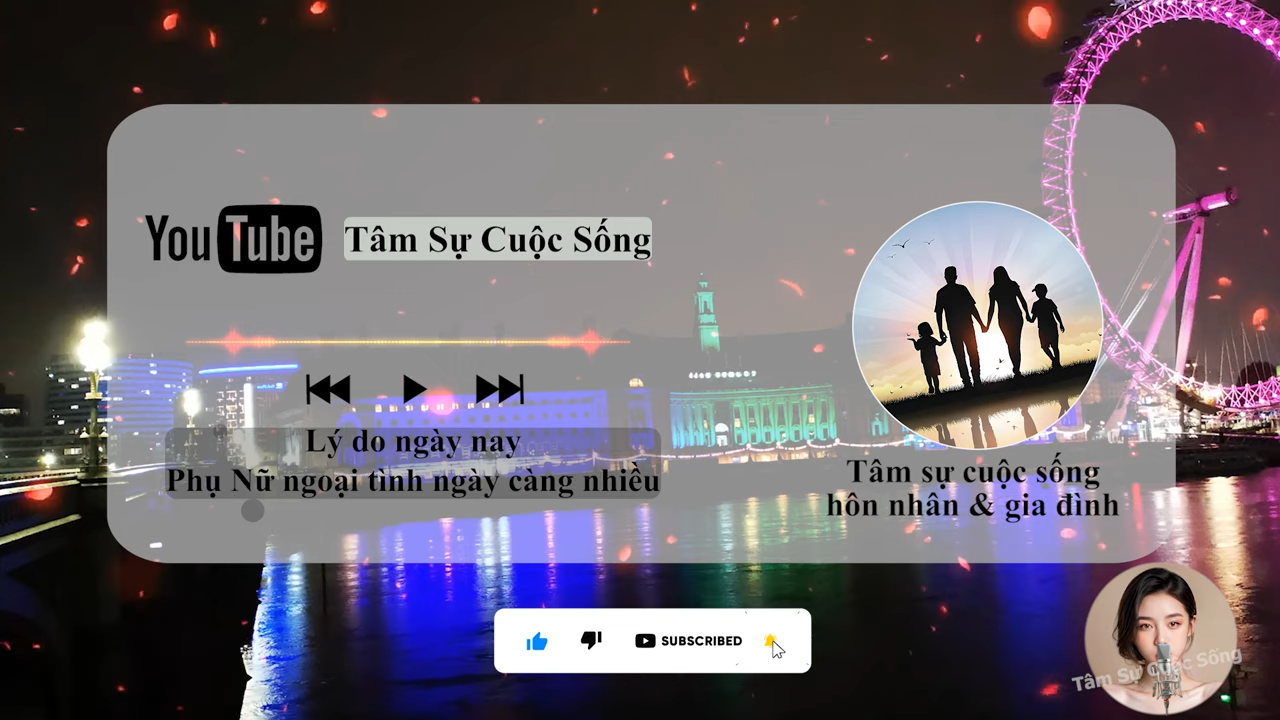 YouTube
Tâm Sự Cuộc Sống
Lý do ngày nay
Phụ Nữ ngoại tình ngày càng nhiều
Tâm sự cuộc sống
hôn nhân & gia đình
SUBSCRIBED
Tâm Sự Cuộc Sống